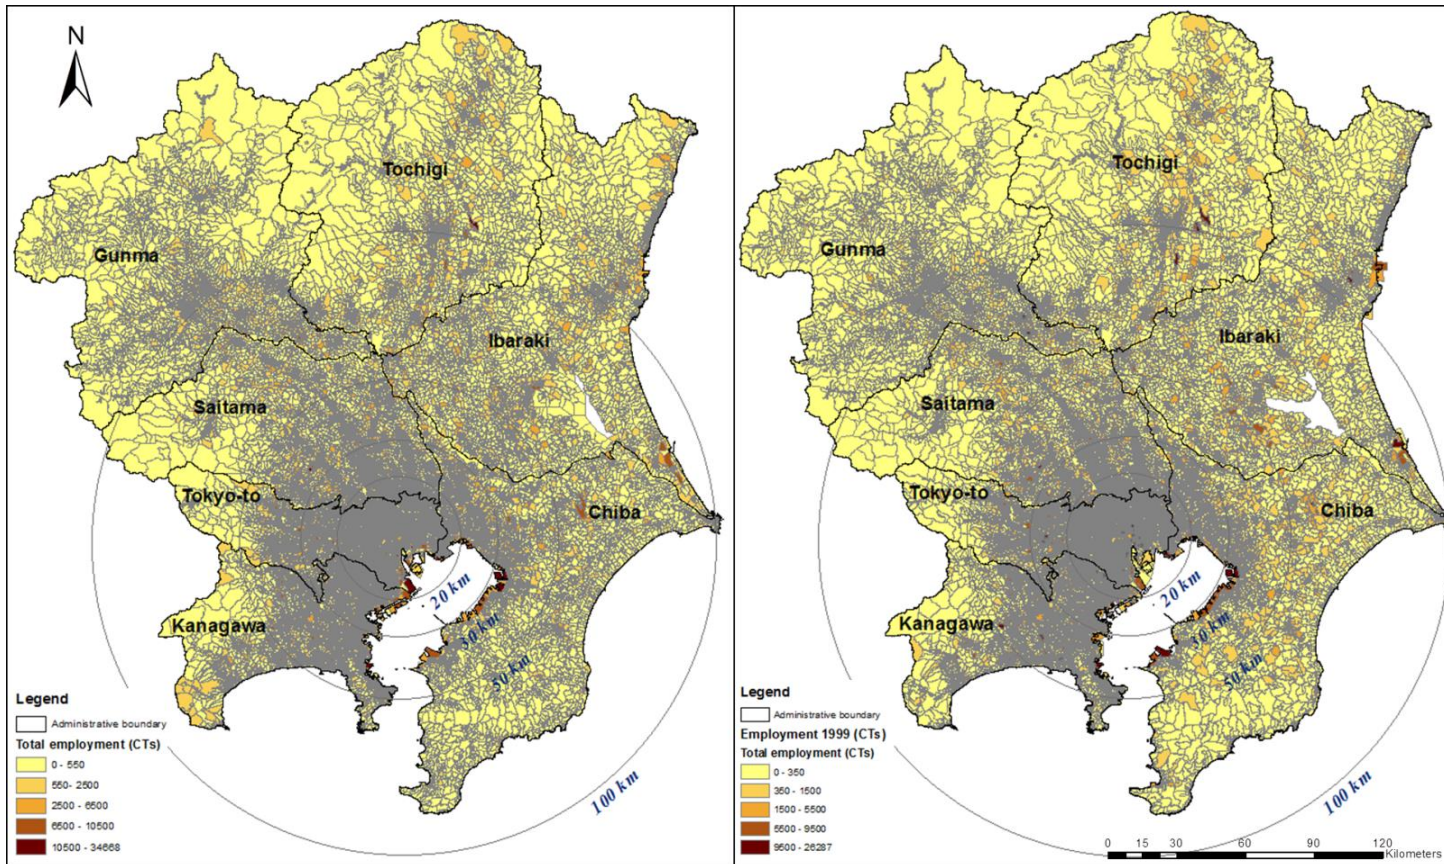 N
Tochigi
Gunma
Ibaraki
Saitama
Tokyo-to
Chiba
Kanagawa
20 km
30 km
50 km
100 km
Legend
Administrative boundary
Total employment (CTs)
0 - 550
550- 2500
2500 - 6500
6500 - 10500
10500 - 34668
Tochigi
Gunma
Ibaraki
Saitama
Tokyo-to
Chiba
Kanagawa
20 km
30 km
50 km
100 km
Legend
Administrative boundary
Employment 1999 (CTs)
Total employment (CTs)
0 - 350
350 - 1500
1500 - 5500
5500 - 9500
9500 - 26287
0 15 30 60 90 120
Kilometers